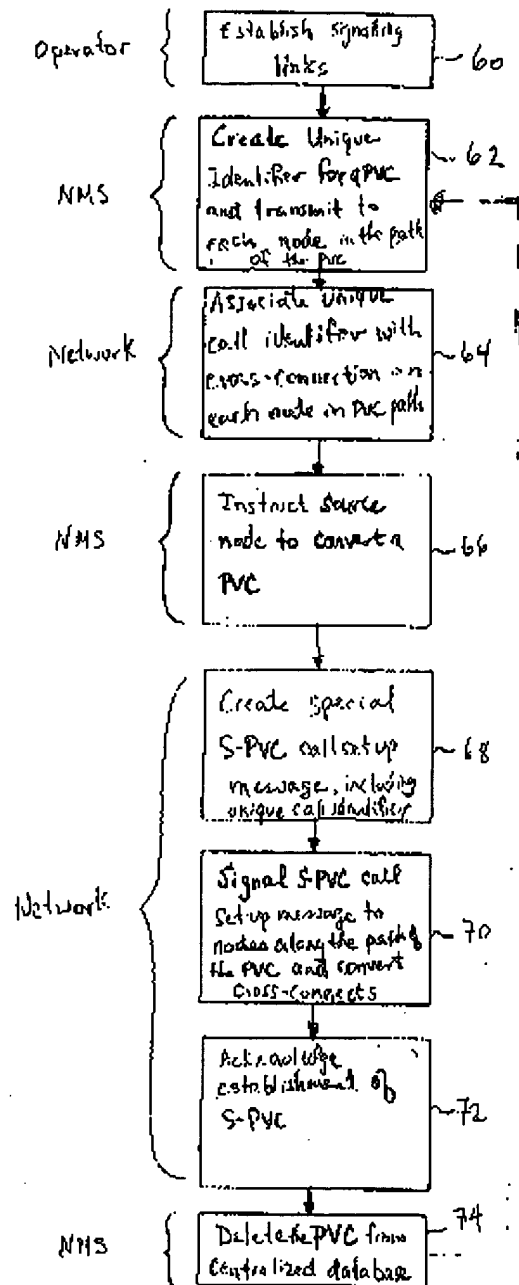 Operator
Establish signaling
links
60
NMS
Create Unique
Identifier for a PVC
and transmit to
each node in the path
of the PVC
62
Network
Associate unique
call identifier with
cross-connection in
each node in PVC path
64
NMS
Instruct source
node to convert a
PVC
66
Network
Create special
S-PVC call setup
message, including
unique call identifier
68
Signal S-PVC call
set-up message to
nodes along the path of
the PVC and convert
cross-connects
70
Acknowledge
establishment of
S-PVC
72
NMS
Delete the PVC from
centralized database
74